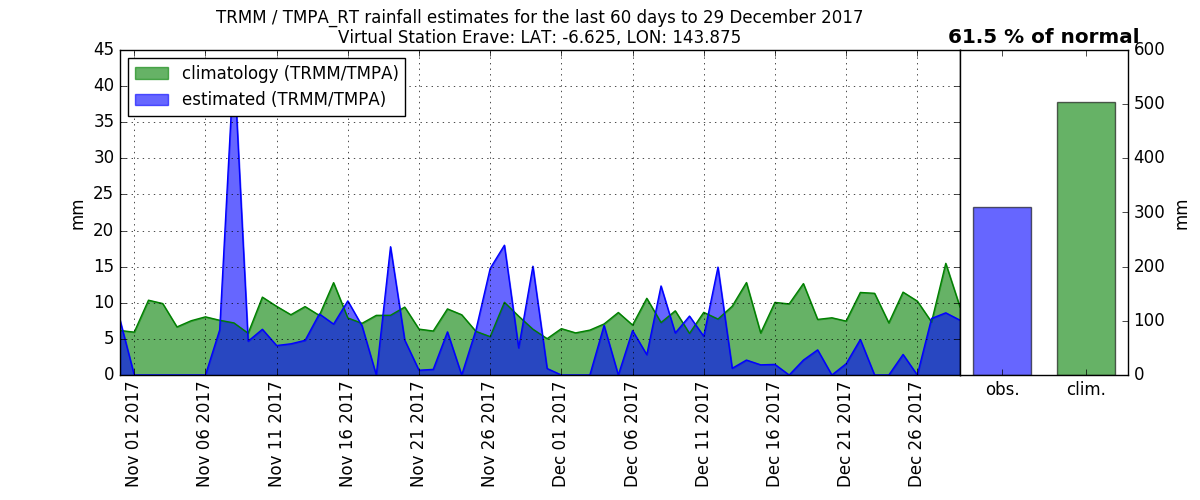 TRMM / TMPA_RT rainfall estimates for the last 60 days to 29 December 2017
Virtual Station Erave: LAT: -6.625, LON: 143.875
61.5 % of normal
climatology (TRMM/TMPA)
estimated (TRMM/TMPA)
45
40
35
30
25
20
15
10
5
0
mm
Nov 01 2017
Nov 06 2017
Nov 11 2017
Nov 16 2017
Nov 21 2017
Nov 26 2017
Dec 01 2017
Dec 06 2017
Dec 11 2017
Dec 16 2017
Dec 21 2017
Dec 26 2017
600
500
400
300
200
100
0
mm
obs.
clim.